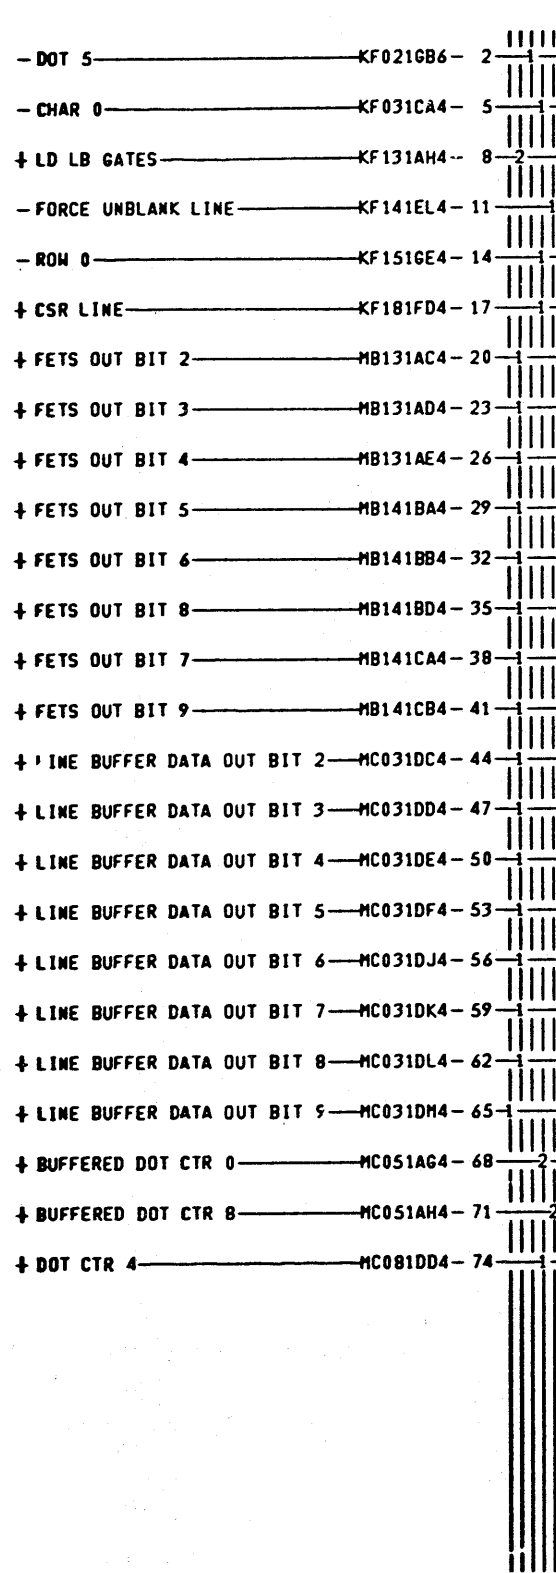 - DOT 5 KF021GB6- 2 1
- CHAR 0 KF031CA4- 5 1
+ LD LB GATES KF131AH4- 8 2
- FORCE UNBLANK LINE KF141EL4- 11 1
- ROW 0 KF151GE4- 14 1
+ CSR LINE KF181FD4- 17 1
+ FETS OUT BIT 2 MB131AC4- 20 1
+ FETS OUT BIT 3 MB131AD4- 23 1
+ FETS OUT BIT 4 MB131AE4- 26 1
+ FETS OUT BIT 5 MB141BA4- 29 1
+ FETS OUT BIT 6 MB141BB4- 32 1
+ FETS OUT BIT 8 MB141BD4- 35 1
+ FETS OUT BIT 7 MB141CA4- 38 1
+ FETS OUT BIT 9 MB141CB4- 41 1
+ LINE BUFFER DATA OUT BIT 2 MC031DC4- 44 1
+ LINE BUFFER DATA OUT BIT 3 MC031DD4- 47 1
+ LINE BUFFER DATA OUT BIT 4 MC031DE4- 50 1
+ LINE BUFFER DATA OUT BIT 5 MC031DF4- 53 1
+ LINE BUFFER DATA OUT BIT 6 MC031DJ4- 56 1
+ LINE BUFFER DATA OUT BIT 7 MC031DK4- 59 1
+ LINE BUFFER DATA OUT BIT 8 MC031DL4- 62 1
+ LINE BUFFER DATA OUT BIT 9 MC031DM4- 65 1
+ BUFFERED DOT CTR 0 MC051AG4- 68 2
+ BUFFERED DOT CTR 8 MC051AH4- 71 2
+ DOT CTR 4 MC081DD4- 74 1